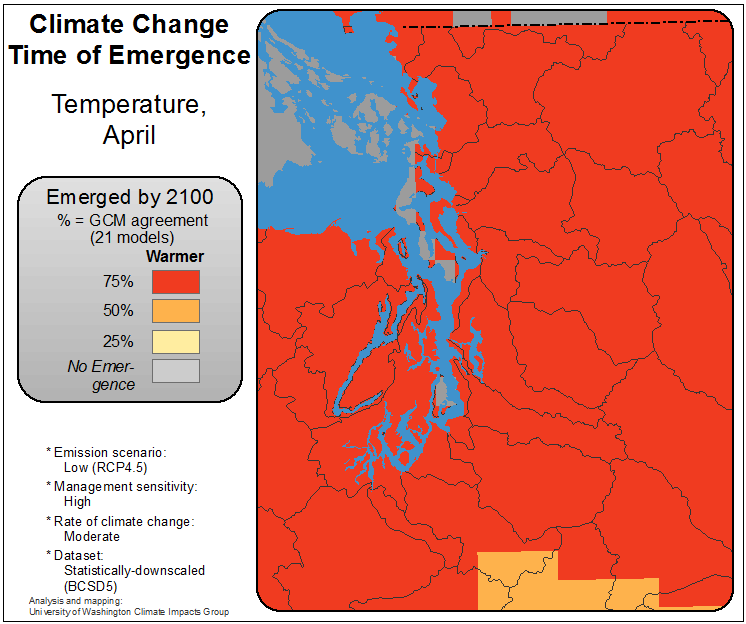 Climate Change
Time of Emergence
Temperature,
April
Emerged by 2100
% = GCM agreement
(21 models)
Warmer
75%
50%
25%
No Emer-
gence
* Emission scenario:
Low (RCP4.5)
* Management sensitivity:
High
* Rate of climate change:
Moderate
* Dataset:
Statistically-downscaled
(BCSD5)
Analysis and mapping:
University of Washington Climate Impacts Group